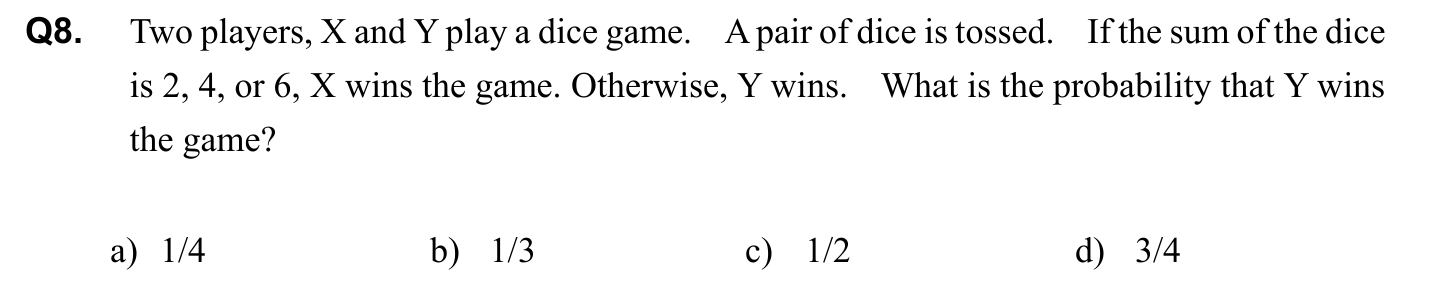 Q8. Two players, X and Y play a dice game. A pair of dice is tossed. If the sum of the dice
is 2, 4, or 6, X wins the game. Otherwise, Y wins. What is the probability that Y wins
the game?
a) 1/4 b) 1/3 c) 1/2 d) 3/4